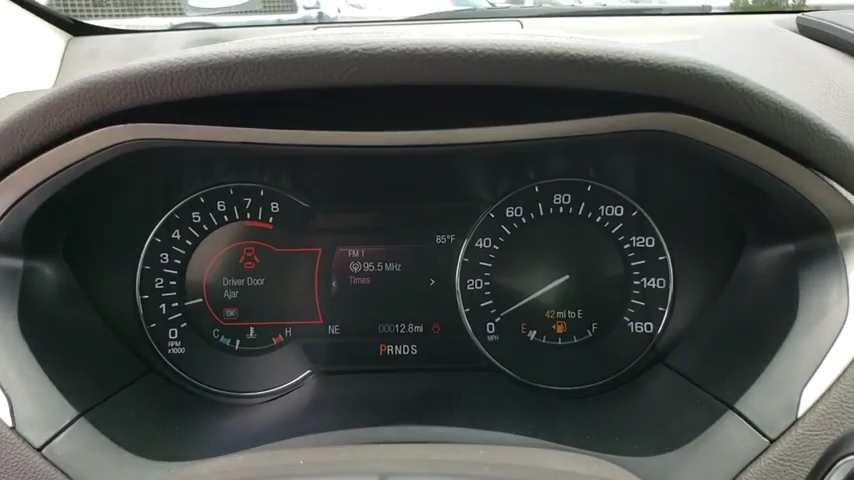 8
7
6
5
4
3
2
1
0
RPM
x1000
Driver Door
Ajar
OK
C
H
85°F
FM 1
95.5 MHz
Times
NE
00012.8 mi
PRNDS
0
20
40
60
80
100
120
140
160
MPH
42 mi to E
E
F